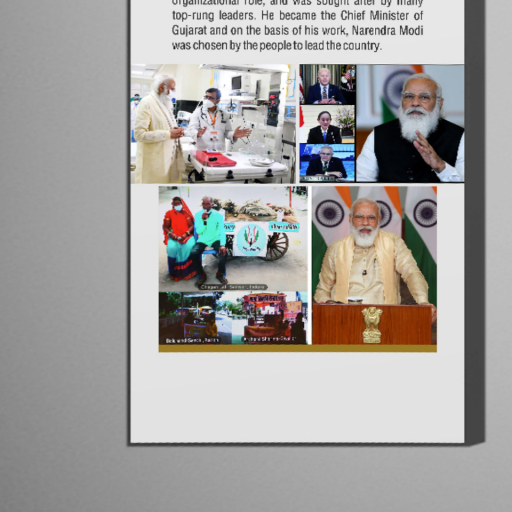 organizational role, and was sought after by many
top-rung leaders. He became the Chief Minister of
Gujarat and on the basis of his work, Narendra Modi
was chosen by the people to lead the country.